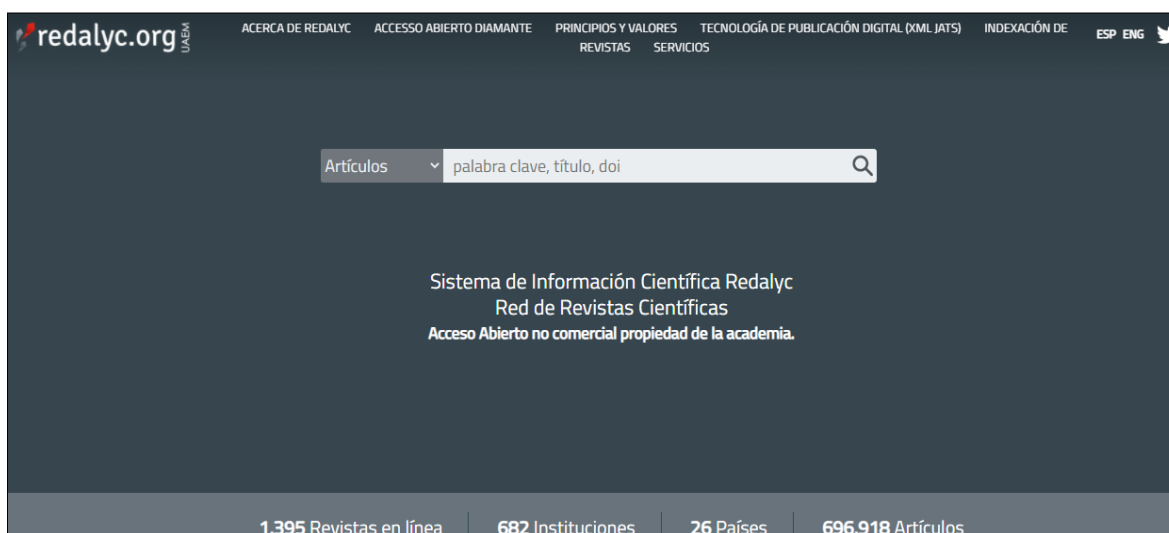 redalyc.org UAEM
ACERCA DE REDALYC ACCESSO ABIERTO DIAMANTE PRINCIPIOS Y VALORES TECNOLOGÍA DE PUBLICACIÓN DIGITAL (XML JATS) INDEXACIÓN DE
REVISTAS SERVICIOS
ESP ENG
Artículos palabra clave, título, doi
Sistema de Información Científica Redalyc
Red de Revistas Científicas
Acceso Abierto no comercial propiedad de la academia.
1.395 Revistas en línea 682 Instituciones 26 Países 696.918 Artículos